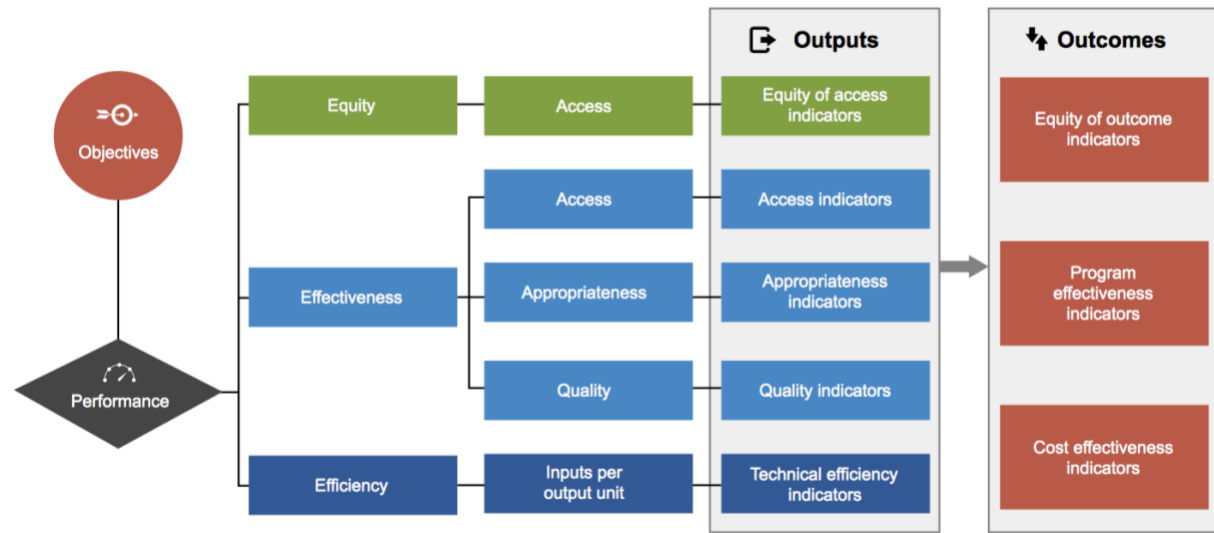 Outputs
Outcomes
Objectives
Equity
Access
Equity of access
indicators
Equity of outcome
indicators
Access
Access indicators
Effectiveness
Appropriateness
Appropriateness
indicators
Program
effectiveness
indicators
Performance
Quality
Quality indicators
Efficiency
Inputs per
output unit
Technical efficiency
indicators
Cost effectiveness
indicators